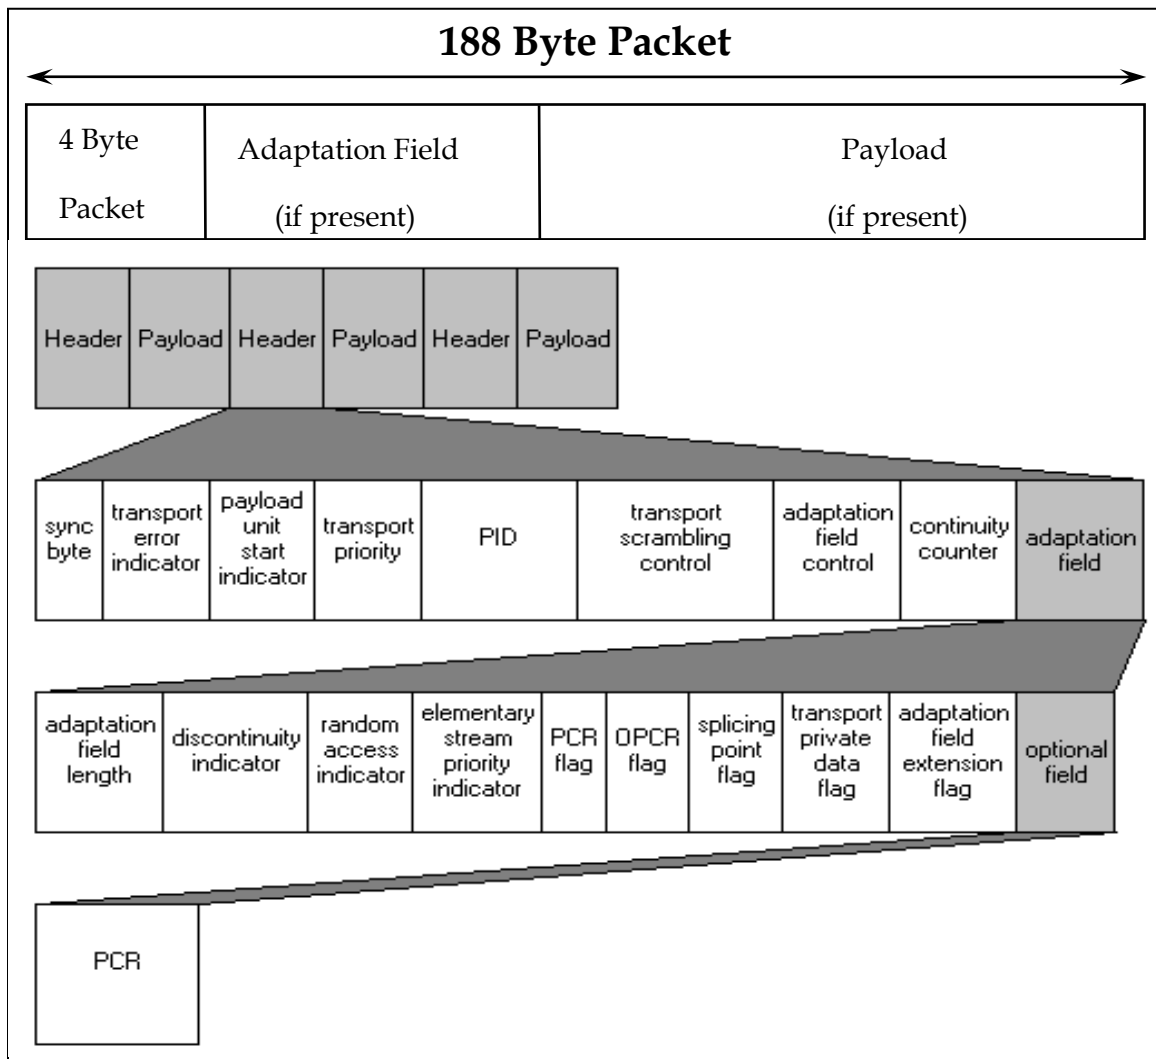 188 Byte Packet
4 Byte
Packet
Adaptation Field
(if present)
Payload
(if present)
Header
Payload
Header
Payload
Header
Payload
sync
byte
transport
error
indicator
payload
unit
start
indicator
transport
priority
PID
transport
scrambling
control
adaptation
field
control
continuity
counter
adaptation
field
adaptation
field
length
discontinuity
indicator
random
access
indicator
elementary
stream
priority
indicator
PCR
flag
OPCR
flag
splicing
point
flag
transport
private
data
flag
adaptation
field
extension
flag
optional
field
PCR